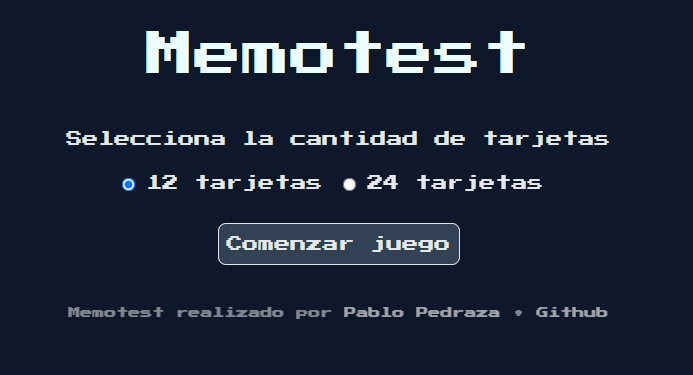 Memotest
Selecciona la cantidad de tarjetas
12 tarjetas 24 tarjetas
Comenzar juego
Memotest realizado por Pablo Pedraza • Github